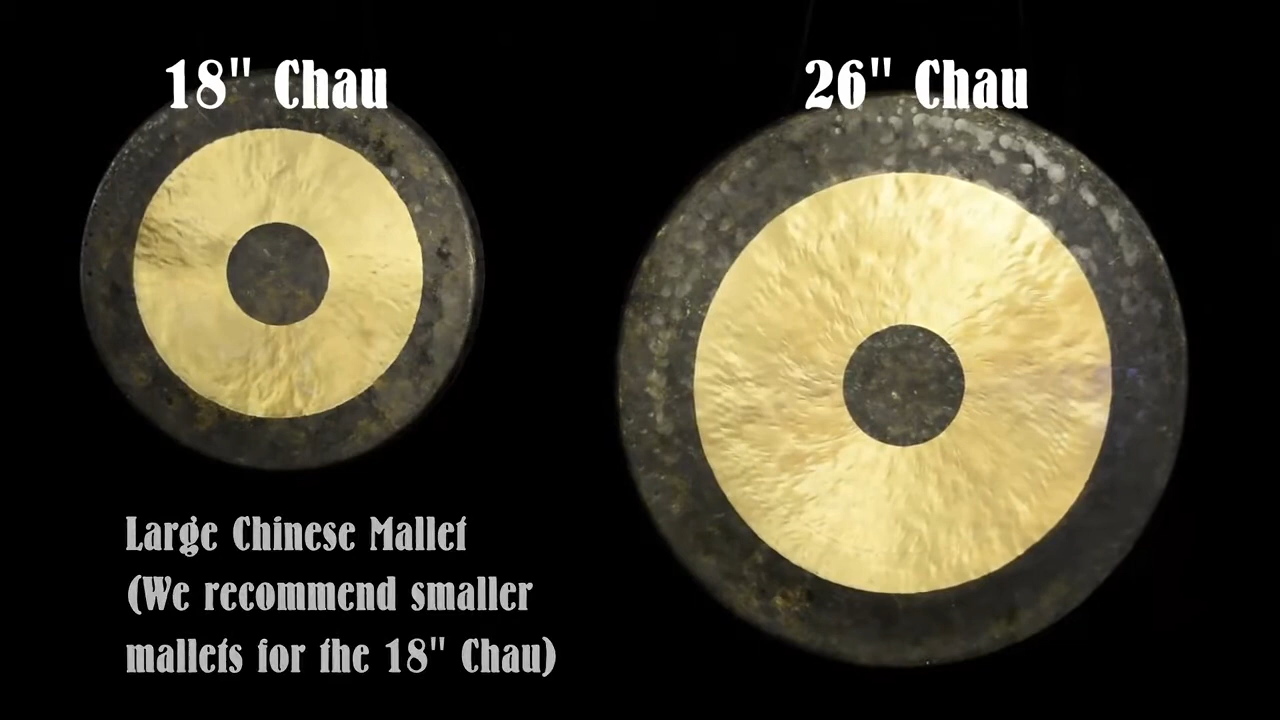 18" Chau
26" Chau
Large Chinese Mallet
(We recommend smaller
mallets for the 18" Chau)